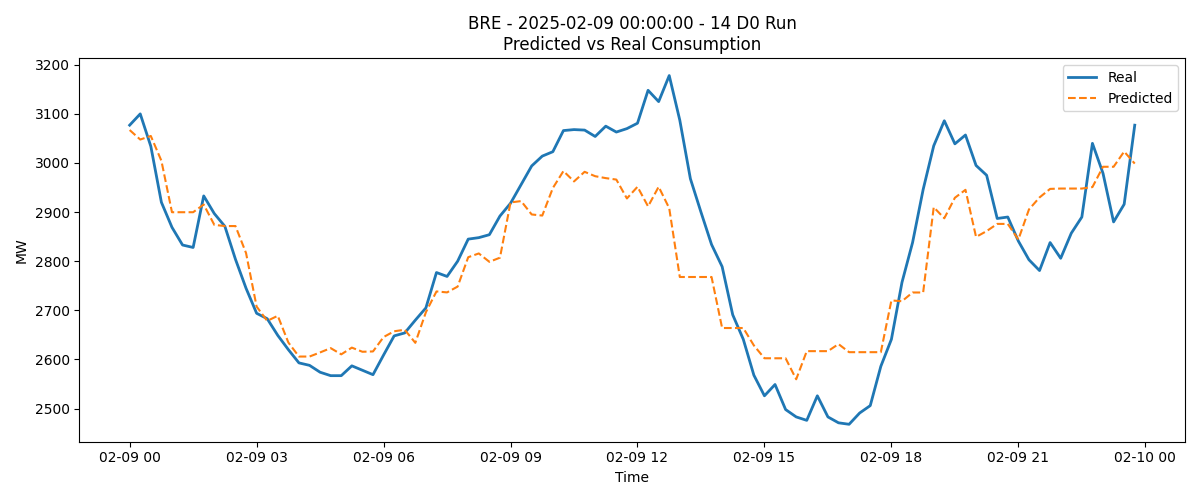 BRE - 2025-02-09 00:00:00 - 14 D0 Run
Predicted vs Real Consumption
3200
3100
3000
2900
2800
2700
2600
2500
MW
Real
Predicted
02-09 00
02-09 03
02-09 06
02-09 09
02-09 12
02-09 15
02-09 18
02-09 21
02-10 00
Time